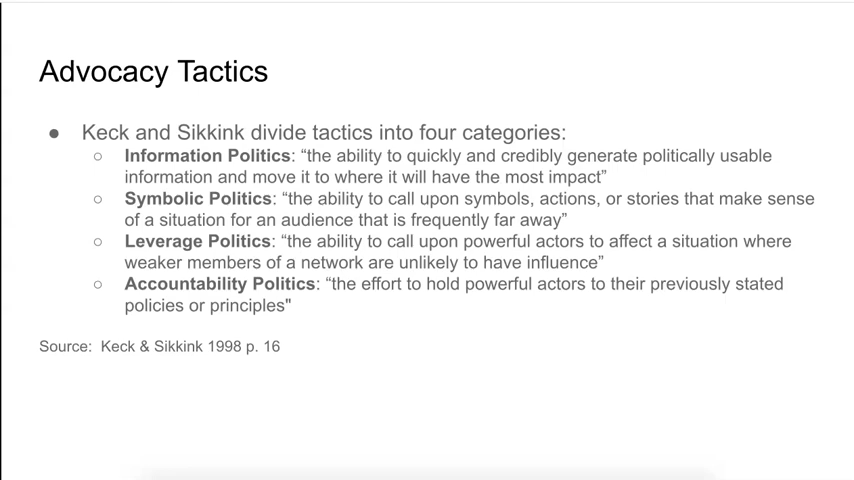 Advocacy Tactics
● Keck and Sikkink divide tactics into four categories:
○ Information Politics: “the ability to quickly and credibly generate politically usable
information and move it to where it will have the most impact”
○ Symbolic Politics: “the ability to call upon symbols, actions, or stories that make sense
of a situation for an audience that is frequently far away”
○ Leverage Politics: “the ability to call upon powerful actors to affect a situation where
weaker members of a network are unlikely to have influence”
○ Accountability Politics: “the effort to hold powerful actors to their previously stated
policies or principles"
Source: Keck & Sikkink 1998 p. 16